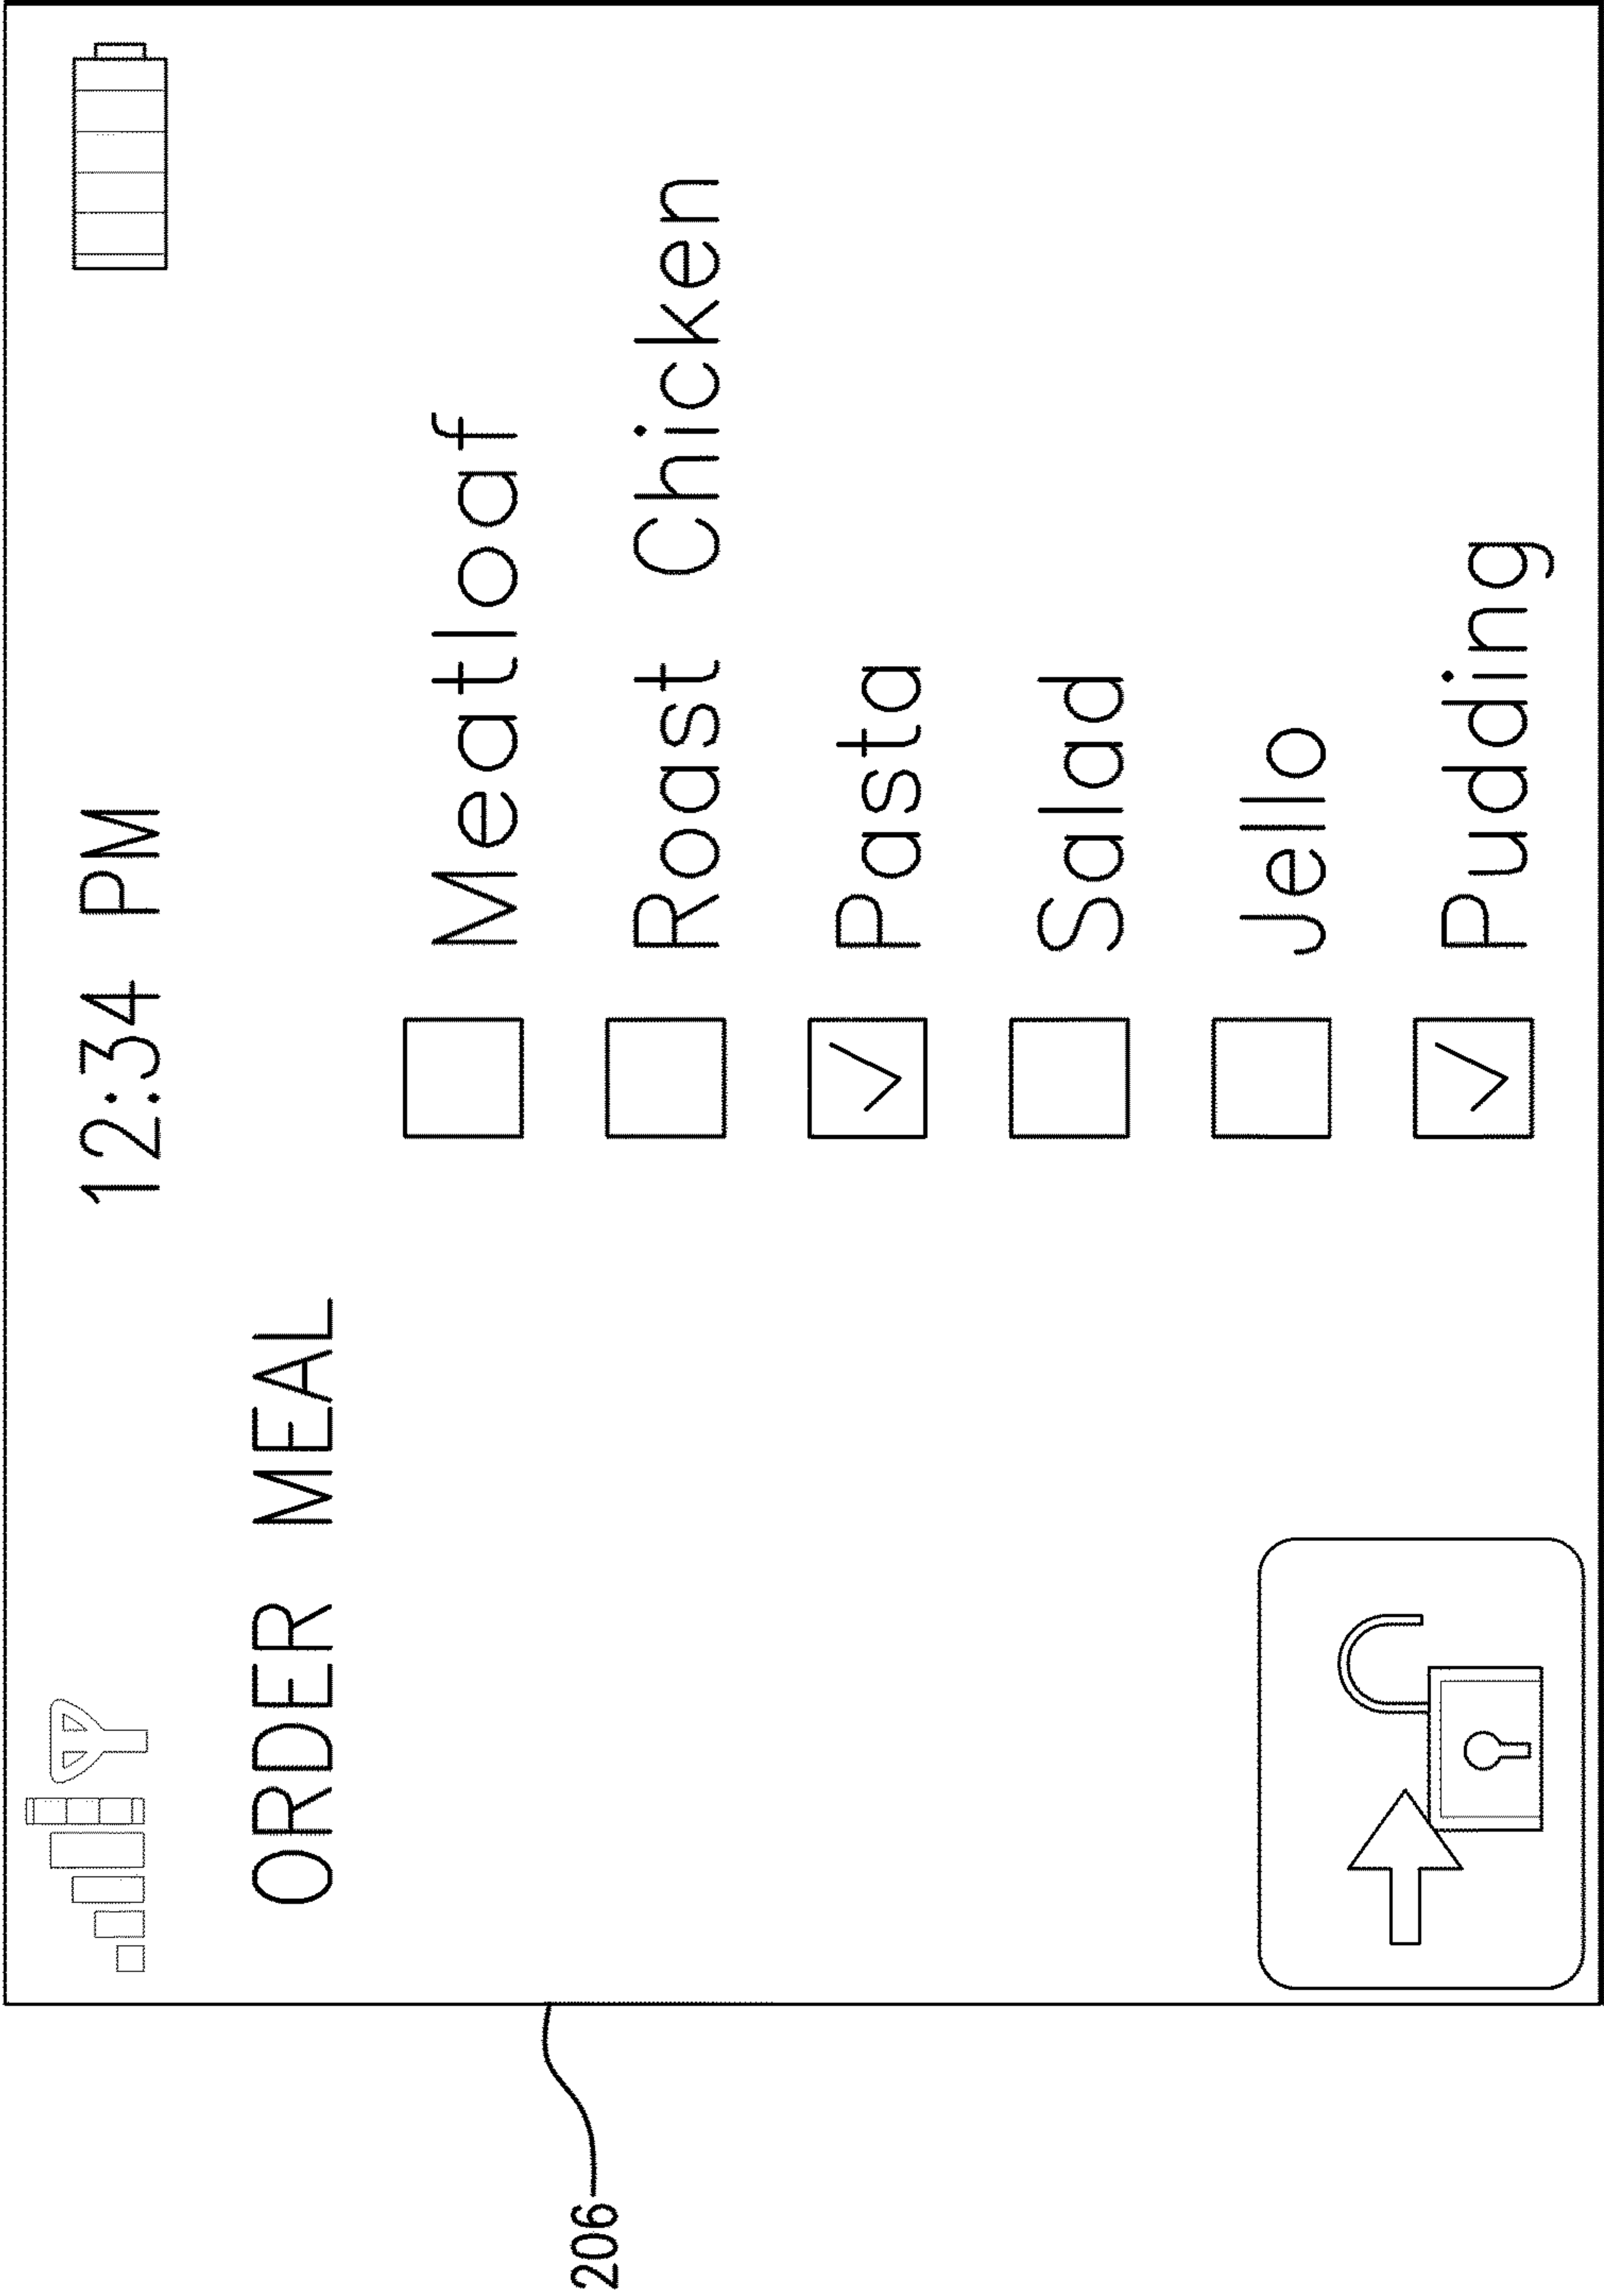 12:34 PM
ORDER MEAL
Meatloaf
Roast Chicken
Pasta
Salad
Jello
Pudding
206